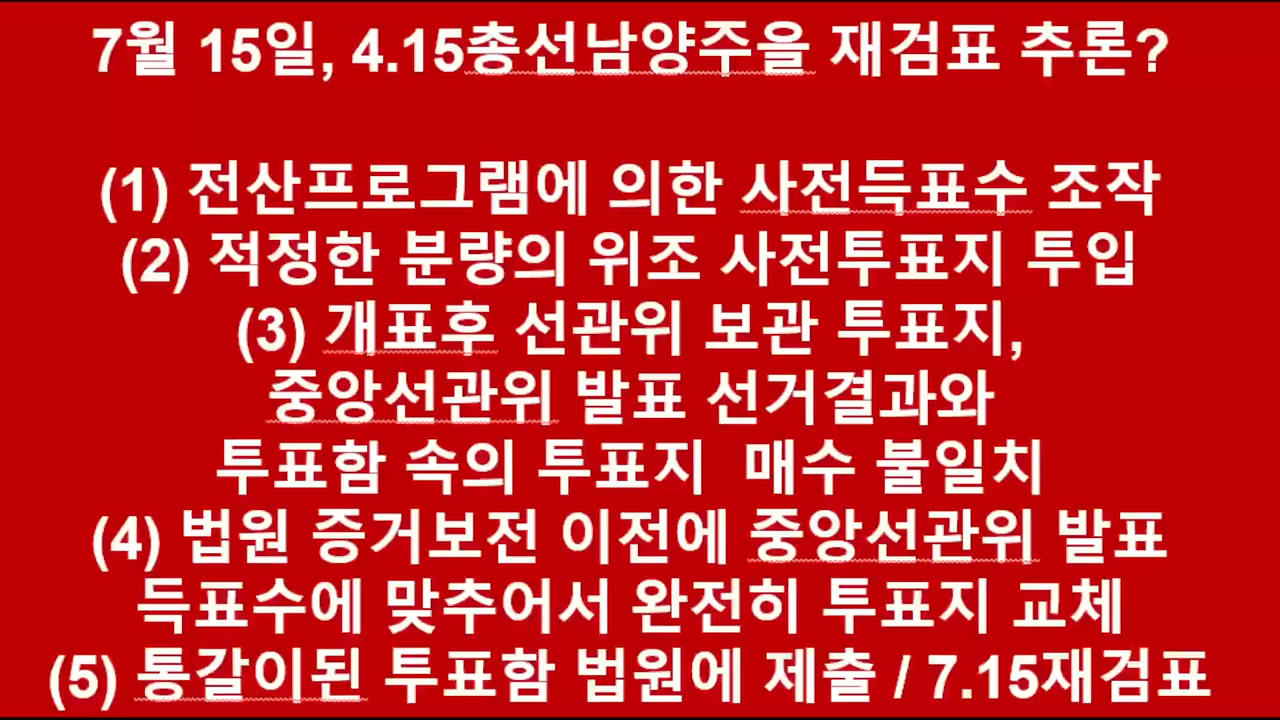 7월 15일, 4.15총선남양주을 재검표 추론?
(1) 전산프로그램에 의한 사전득표수 조작
(2) 적정한 분량의 위조 사전투표지 투입
(3) 개표후 선관위 보관 투표지,
중앙선관위 발표 선거결과와
투표함 속의 투표지 매수 불일치
(4) 법원 증거보전 이전에 중앙선관위 발표
득표수에 맞추어서 완전히 투표지 교체
(5) 통갈이된 투표함 법원에 제출 / 7.15재검표